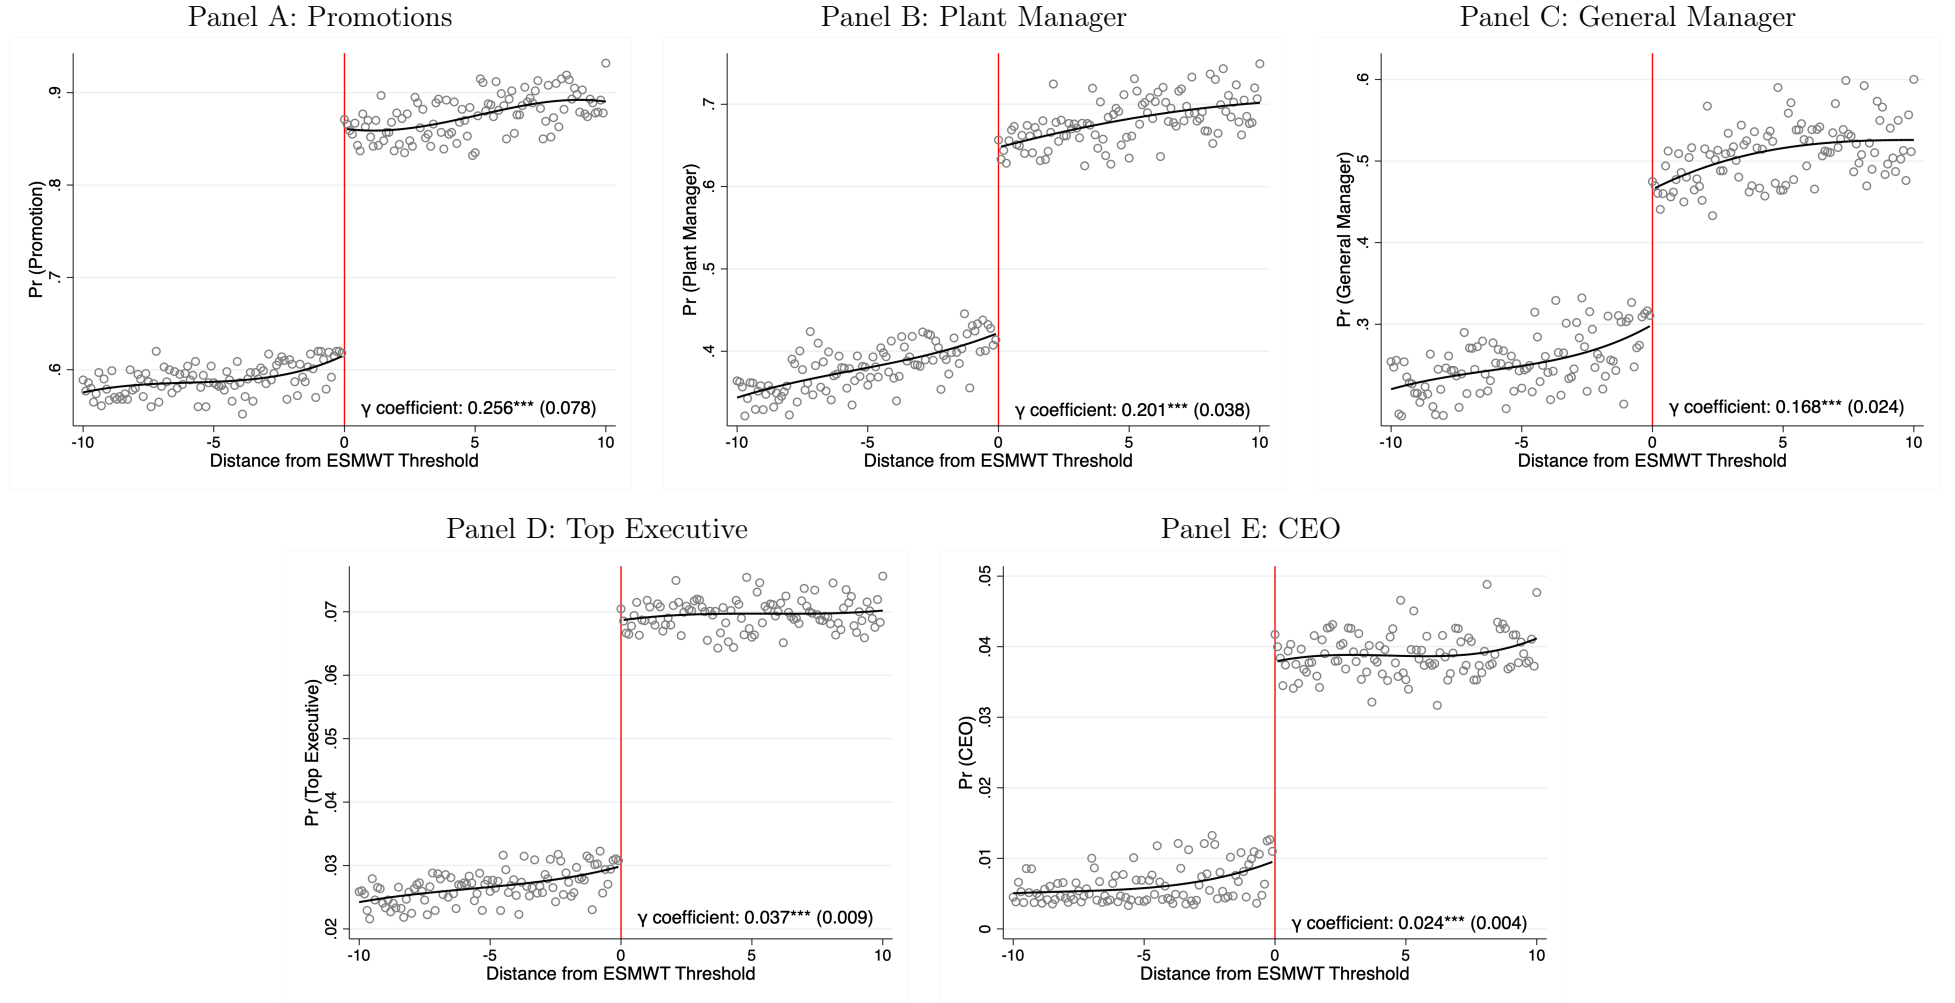 Panel A: Promotions
Pr (Promotion)
.9
.8
.7
.6
γ coefficient: 0.256*** (0.078)
-10 -5 0 5 10
Distance from ESMWT Threshold
Panel B: Plant Manager
Pr (Plant Manager)
.7
.6
.5
.4
γ coefficient: 0.201*** (0.038)
-10 -5 0 5 10
Distance from ESMWT Threshold
Panel C: General Manager
Pr (General Manager)
.6
.5
.4
.3
γ coefficient: 0.168*** (0.024)
-10 -5 0 5 10
Distance from ESMWT Threshold
Panel D: Top Executive
Pr (Top Executive)
.07
.06
.05
.04
.03
.02
γ coefficient: 0.037*** (0.009)
-10 -5 0 5 10
Distance from ESMWT Threshold
Panel E: CEO
Pr (CEO)
.05
.04
.03
.02
.01
0
γ coefficient: 0.024*** (0.004)
-10 -5 0 5 10
Distance from ESMWT Threshold